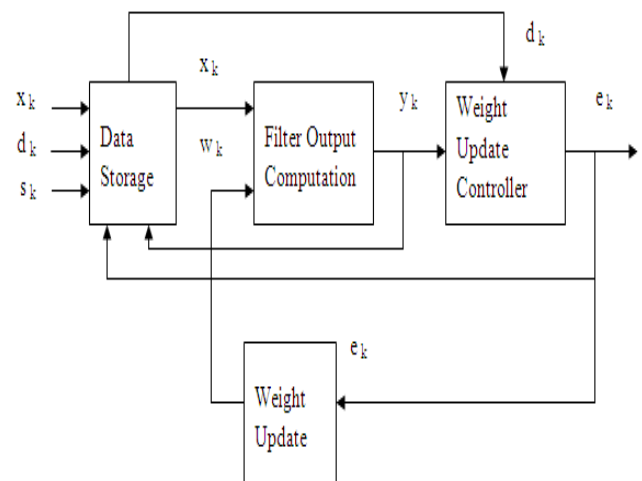 d k
x k
y k
e k
x k
d k
s k
Data
Storage
w k
Filter Output
Computation
Weight
Update
Controller
e k
Weight
Update